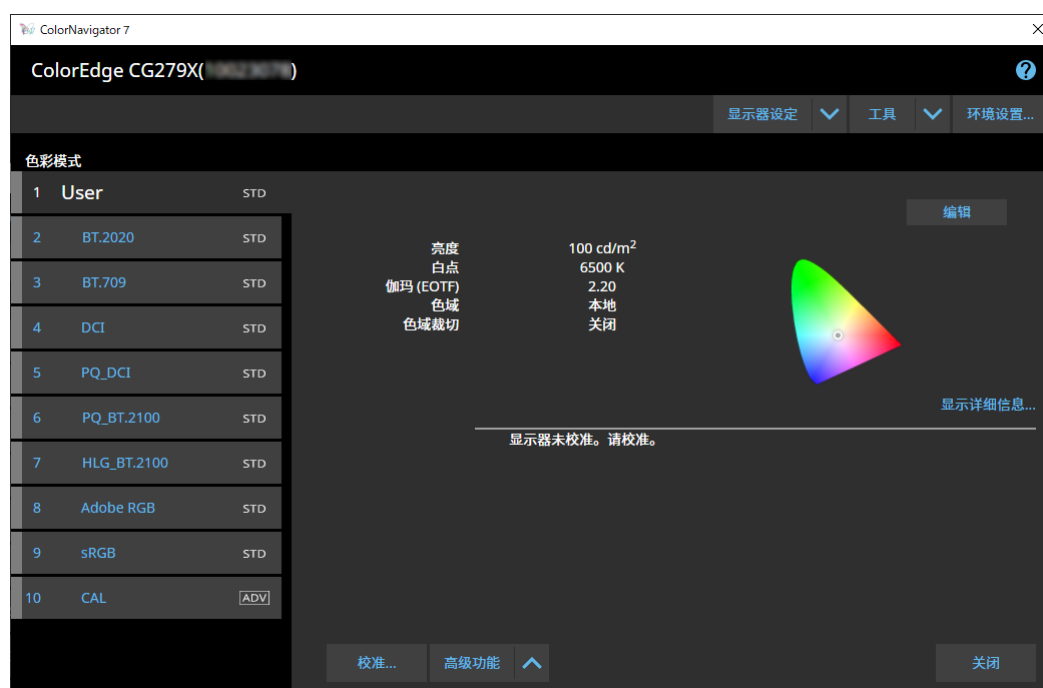 ColorNavigator 7
ColorEdge CG279X( )
显示器设定 工具 环境设置...
色彩模式
1 User STD
2 BT.2020 STD
3 BT.709 STD
4 DCI STD
5 PQ_DCI STD
6 PQ_BT.2100 STD
7 HLG_BT.2100 STD
8 Adobe RGB STD
9 sRGB STD
10 CAL ADV
编辑
亮度 100 cd/m²
白点 6500 K
伽玛 (EOTF) 2.20
色域 本地
色域裁切 关闭
显示详细信息...
显示器未校准。请校准。
校准... 高级功能 关闭